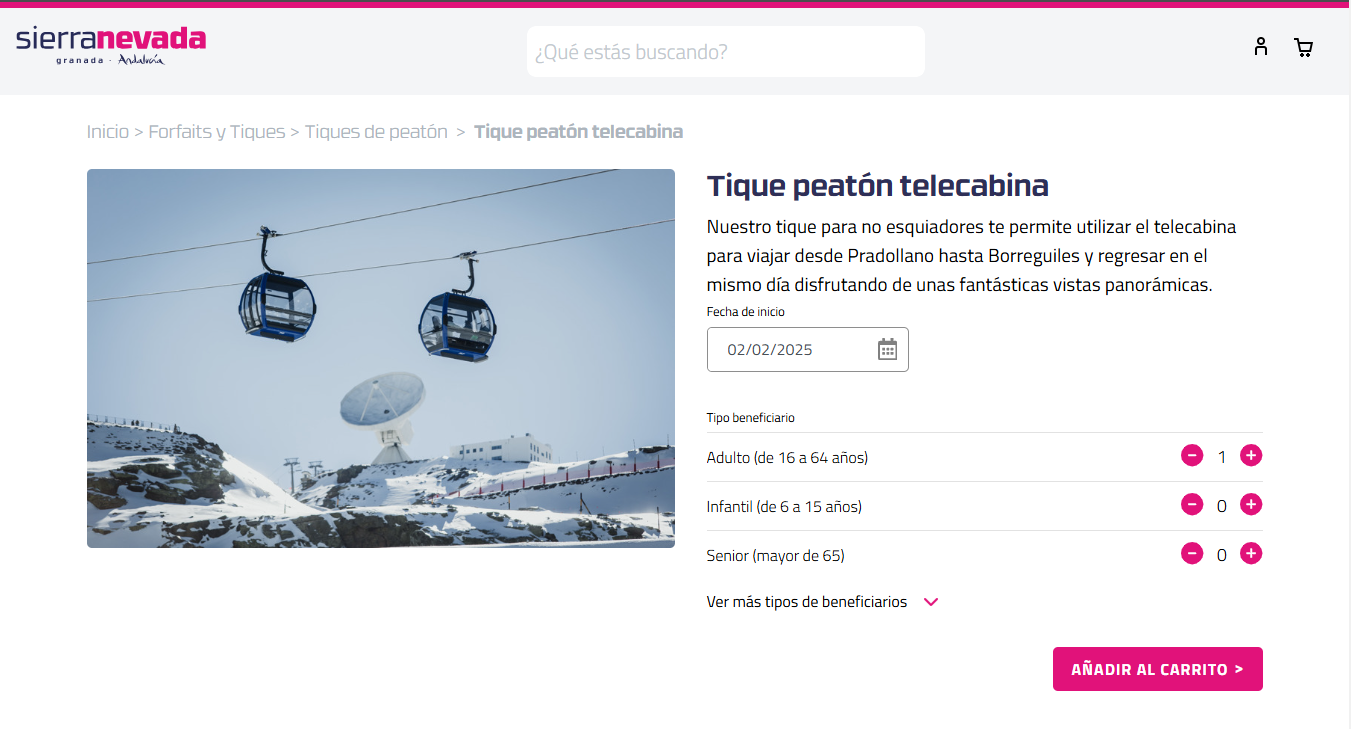 sierranevada
granada · Andalucía
¿Qué estás buscando?
Inicio > Forfaits y Tiques > Tiques de peatón > Tique peatón telecabina
Tique peatón telecabina
Nuestro tique para no esquiadores te permite utilizar el telecabina
para viajar desde Pradollano hasta Borreguiles y regresar en el
mismo día disfrutando de unas fantásticas vistas panorámicas.
Fecha de inicio
02/02/2025
Tipo beneficiario
Adulto (de 16 a 64 años) - 1 +
Infantil (de 6 a 15 años) - 0 +
Senior (mayor de 65) - 0 +
Ver más tipos de beneficiarios
AÑADIR AL CARRITO >